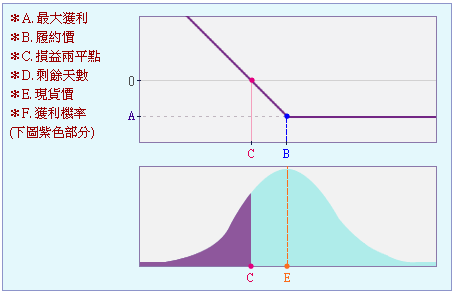 ＊A. 最大獲利
＊B. 履約價
＊C. 損益兩平點
＊D. 剩餘天數
＊E. 現貨價
＊F. 獲利機率
(下圖紫色部分)
0
A
C B
C E